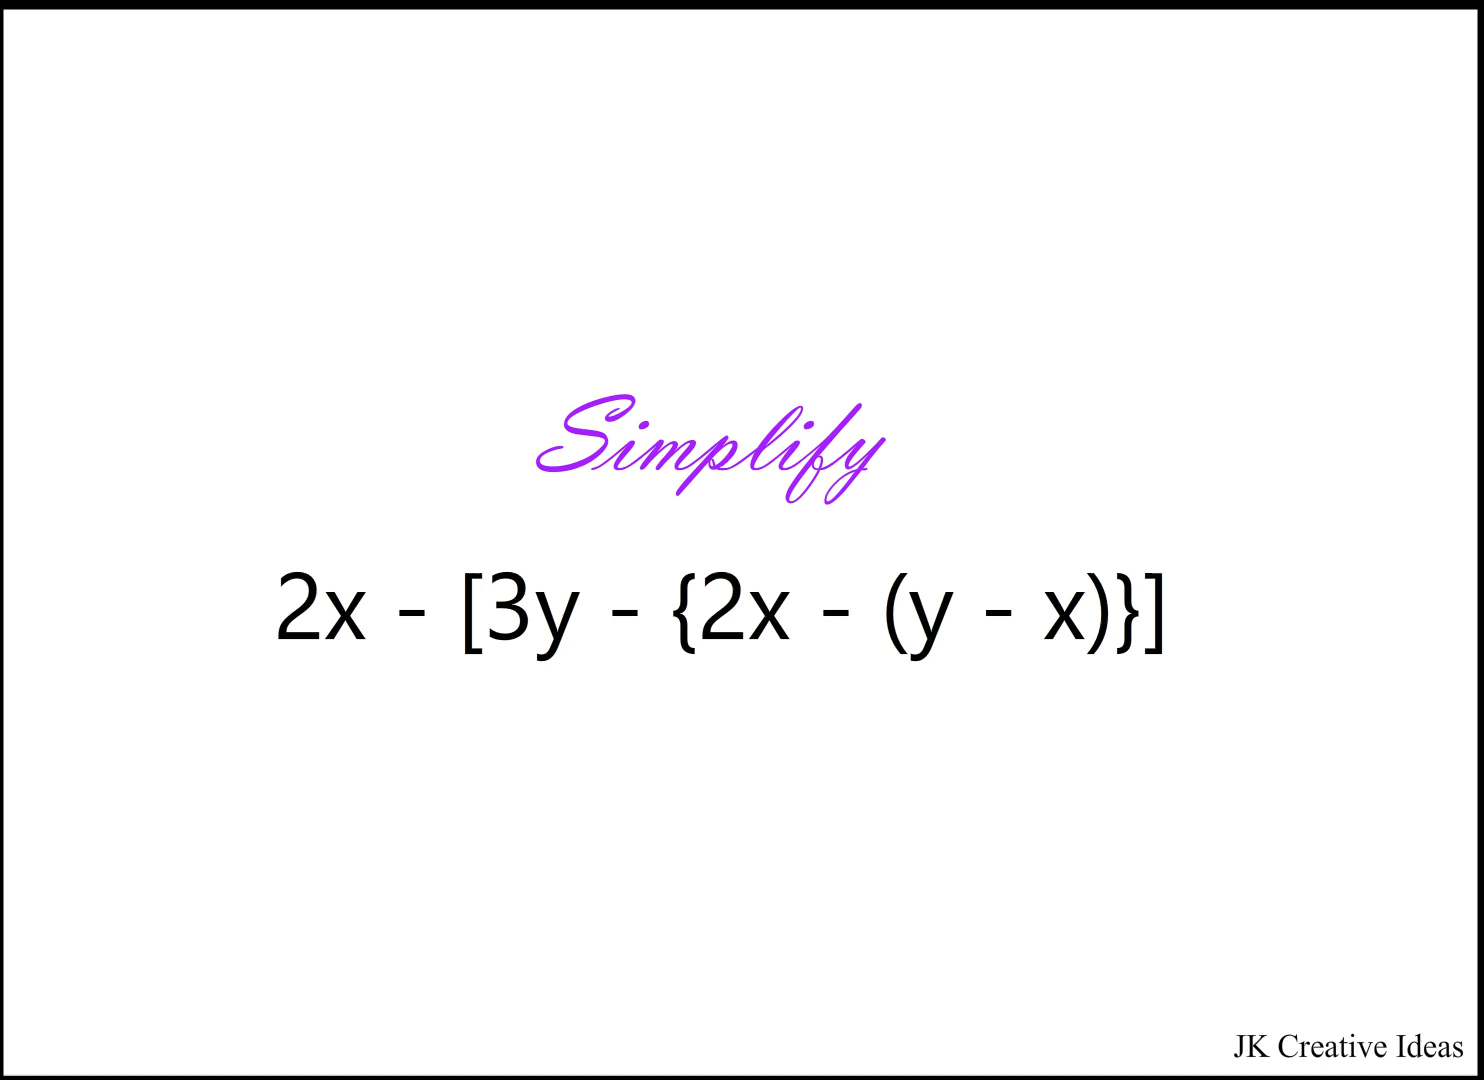 Simplify
2x - [3y - {2x - (y - x)}]
JK Creative Ideas